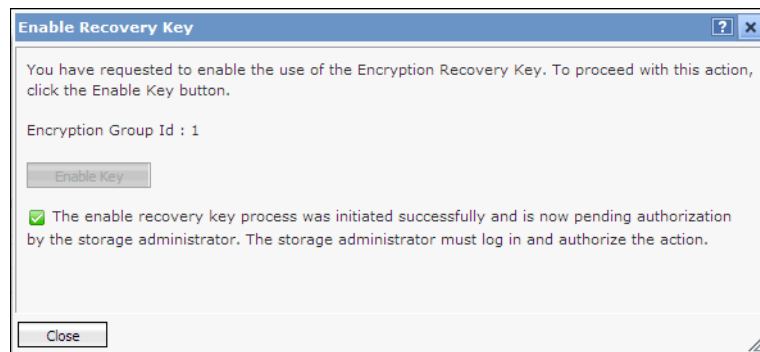 Enable Recovery Key
You have requested to enable the use of the Encryption Recovery Key. To proceed with this action,
click the Enable Key button.
Encryption Group Id : 1
Enable Key
The enable recovery key process was initiated successfully and is now pending authorization
by the storage administrator. The storage administrator must log in and authorize the action.
Close